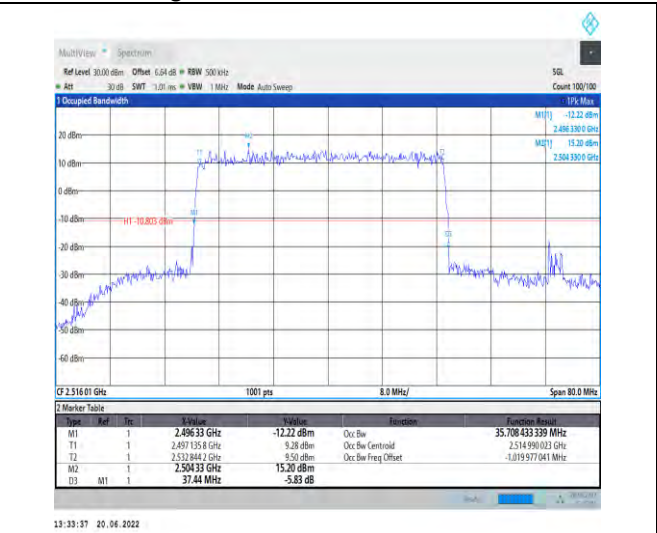 MultiView Spectrum
Ref Level 30.00 dBm Offset 6.64 dB RBW 500 kHz SGL
Att 30 dB SWT 1.01 ms VBW 1 MHz Mode Auto Sweep Count 100/100
1 Occupied Bandwidth 1Pk Max
M1[1] -12.22 dBm
2.496 330 0 GHz
20 dBm
M2[1] 15.20 dBm
2.504 330 0 GHz
M2
T1
T2
10 dBm
0 dBm
M1
-10 dBm
H1 -10.803 dBm
D3
-20 dBm
-30 dBm
-40 dBm
-50 dBm
-60 dBm
CF 2.516 01 GHz 1001 pts 8.0 MHz/ Span 80.0 MHz
2 Marker Table
Type Ref Trc X-Value Y-Value Function Function Result
M1 1 2.496 33 GHz -12.22 dBm Occ Bw 35.708 433 339 MHz
T1 1 2.497 135 8 GHz 9.28 dBm Occ Bw Centroid 2.514 990 023 GHz
T2 1 2.532 844 2 GHz 9.50 dBm Occ Bw Freq Offset -1.019 977 041 MHz
M2 1 2.504 33 GHz 15.20 dBm
D3 M1 1 37.44 MHz -5.83 dB
13:33:37 20.06.2022